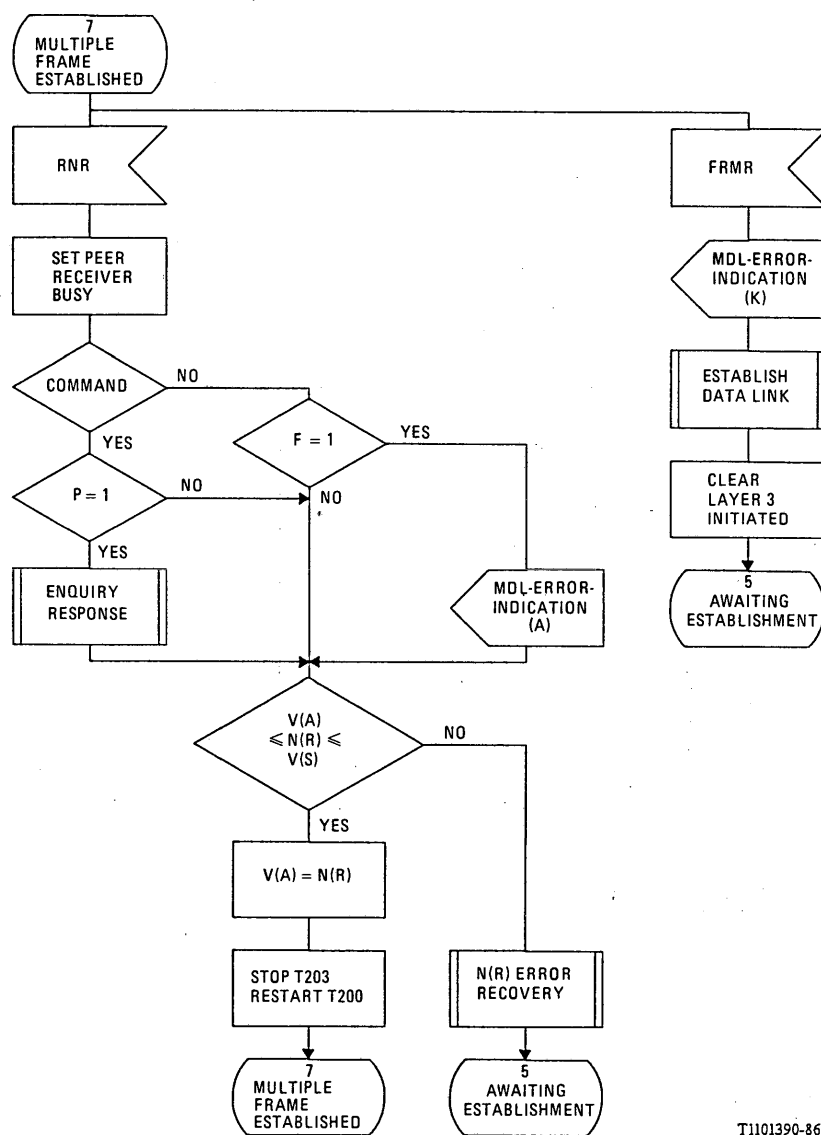 7
MULTIPLE
FRAME
ESTABLISHED
RNR
FRMR
SET PEER
RECEIVER
BUSY
MDL-ERROR-
INDICATION
(K)
COMMAND
NO
YES
F = 1
YES
NO
ESTABLISH
DATA LINK
P = 1
NO
YES
CLEAR
LAYER 3
INITIATED
ENQUIRY
RESPONSE
MDL-ERROR-
INDICATION
(A)
5
AWAITING
ESTABLISHMENT
V(A)
≤ N(R) ≤
V(S)
NO
YES
V(A) = N(R)
STOP T203
RESTART T200
N(R) ERROR
RECOVERY
7
MULTIPLE
FRAME
ESTABLISHED
5
AWAITING
ESTABLISHMENT
T1101390-86